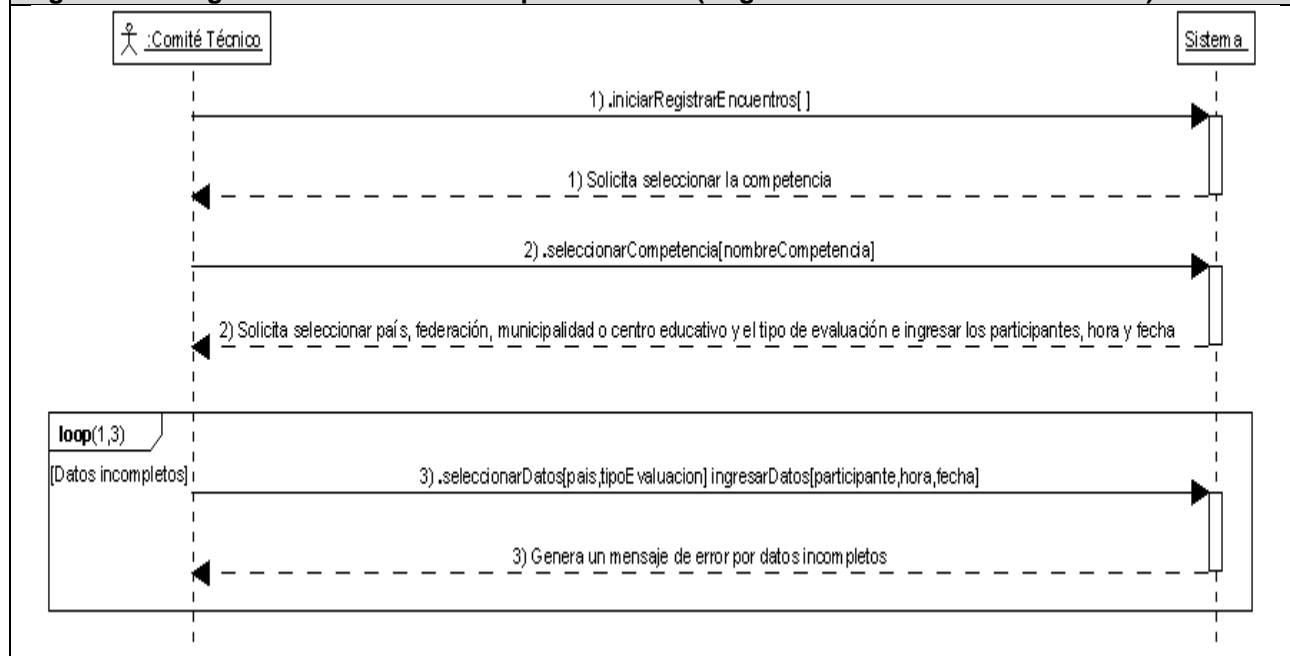 :Comité Técnico
Sistema
1) .iniciarRegistrarEncuentros[ ]
1) Solicita seleccionar la competencia
2) .seleccionarCompetencia[nombreCompetencia]
2) Solicita seleccionar país, federación, municipalidad o centro educativo y el tipo de evaluación e ingresar los participantes, hora y fecha
loop(1,3)
[Datos incompletos]
3) .seleccionarDatos[pais,tipoEvaluacion] ingresarDatos[participante,hora,fecha]
3) Genera un mensaje de error por datos incompletos